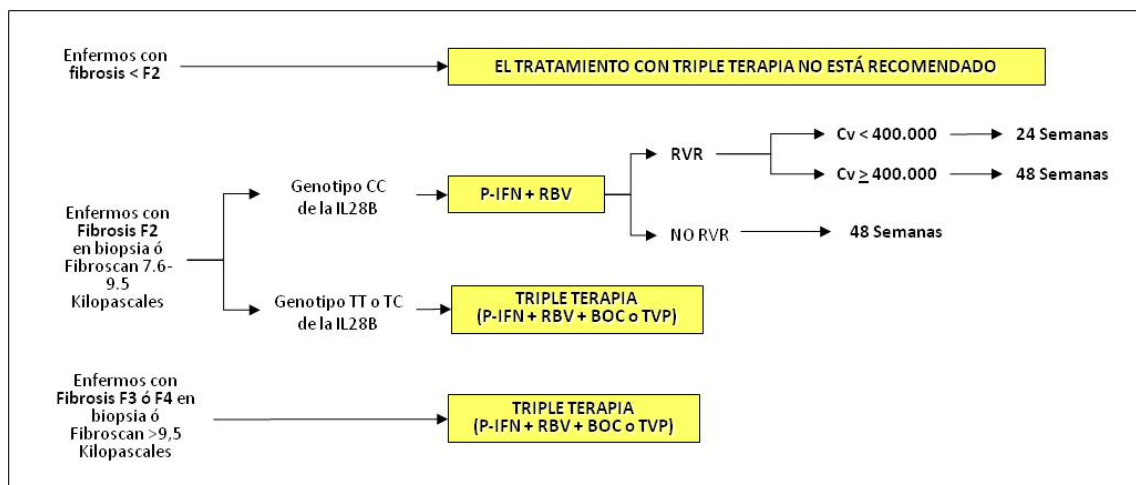 Enfermos con
fibrosis < F2
EL TRATAMIENTO CON TRIPLE TERAPIA NO ESTÁ RECOMENDADO
Enfermos con
Fibrosis F2
en biopsia ó
Fibroscan 7.6-
9.5
Kilopascales
Genotipo CC
de la IL28B
P-IFN + RBV
RVR
Cv < 400.000
24 Semanas
Cv ≥ 400.000
48 Semanas
NO RVR
48 Semanas
Genotipo TT o TC
de la IL28B
TRIPLE TERAPIA
(P-IFN + RBV + BOC o TVP)
Enfermos con
Fibrosis F3 ó F4 en
biopsia ó
Fibroscan >9,5
Kilopascales
TRIPLE TERAPIA
(P-IFN + RBV + BOC o TVP)